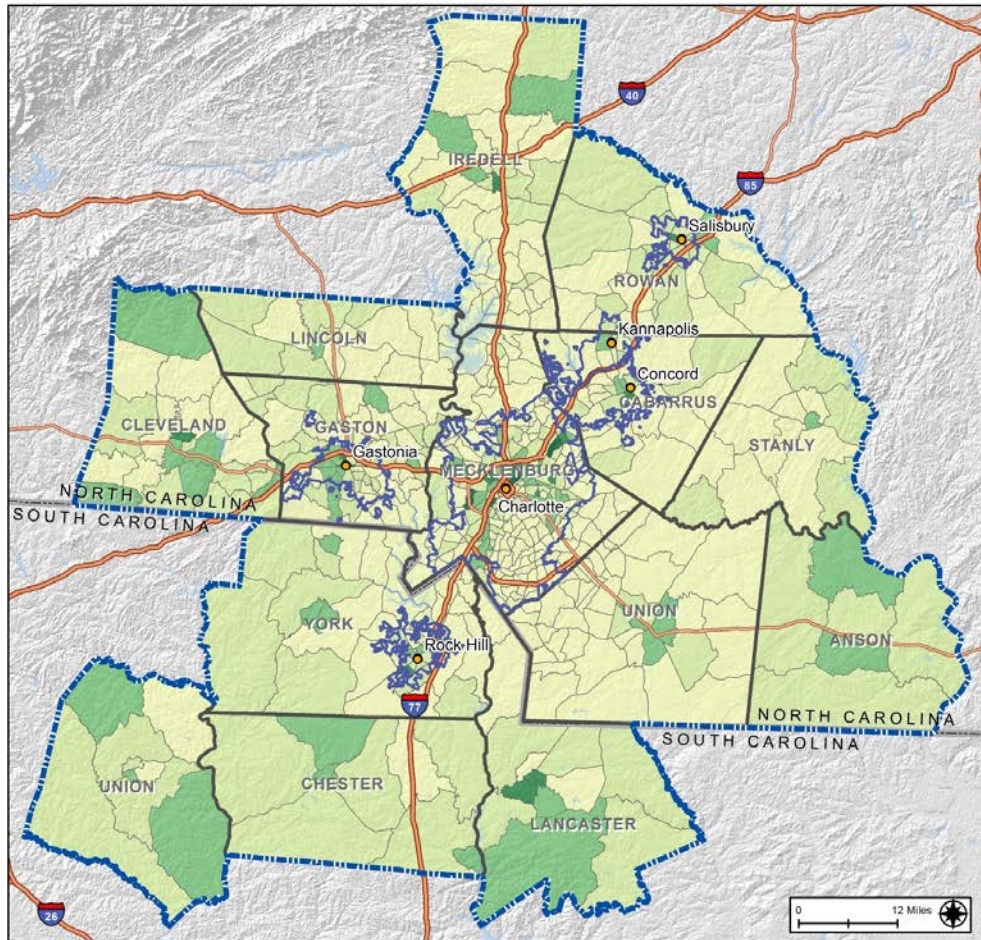 40
IREDELL
85
Salisbury
ROWAN
LINCOLN
Kannapolis
Concord
CABARRUS
CLEVELAND
GASTON
Gastonia
STANLY
MECKLENBURG
Charlotte
NORTH CAROLINA
SOUTH CAROLINA
YORK
UNION
ANSON
Rock Hill
77
NORTH CAROLINA
SOUTH CAROLINA
UNION
CHESTER
LANCASTER
26
0 12 Miles